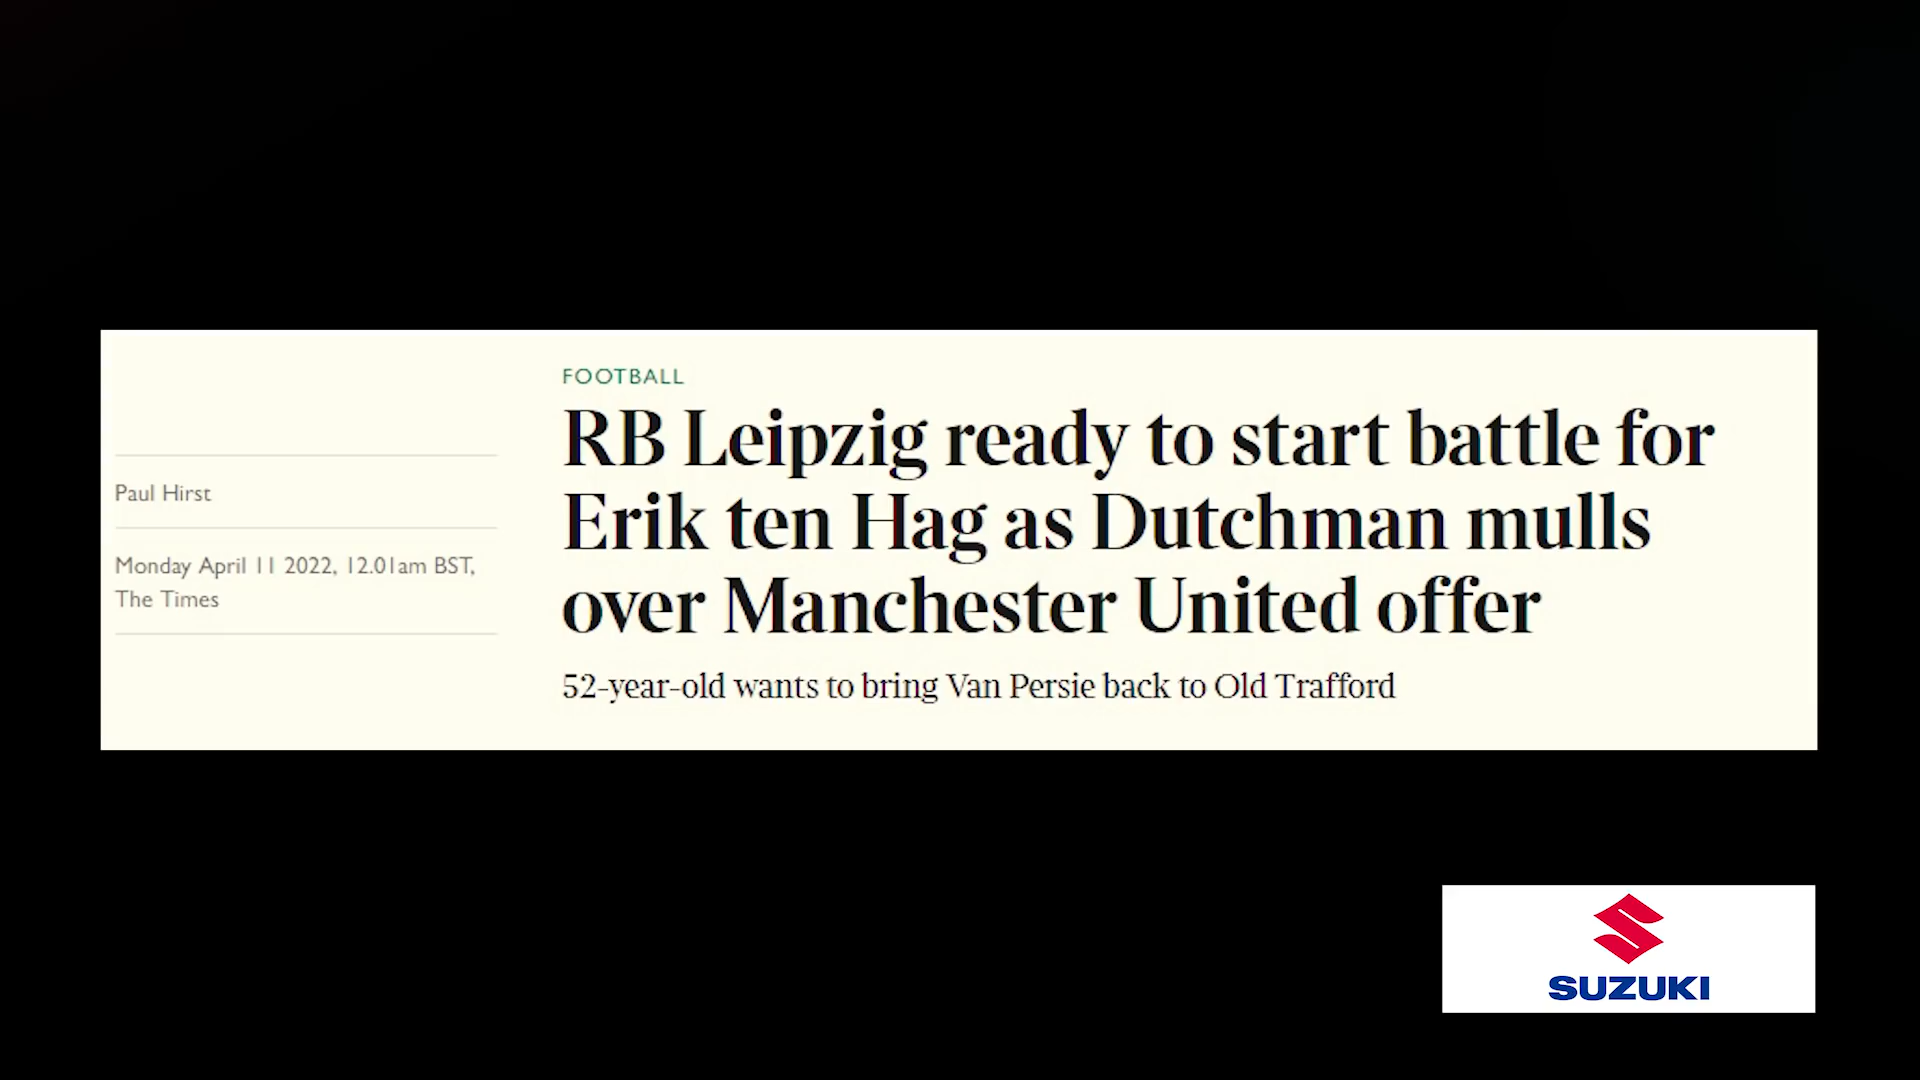 FOOTBALL
RB Leipzig ready to start battle for
Erik ten Hag as Dutchman mulls
over Manchester United offer
52-year-old wants to bring Van Persie back to Old Trafford
Paul Hirst
Monday April 11 2022, 12.01am BST,
The Times
SUZUKI